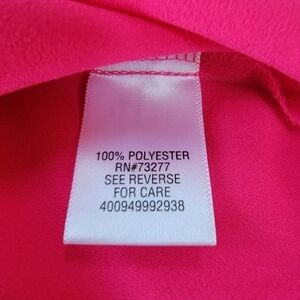 100% POLYESTER
RN#73277
SEE REVERSE
FOR CARE
400949992938